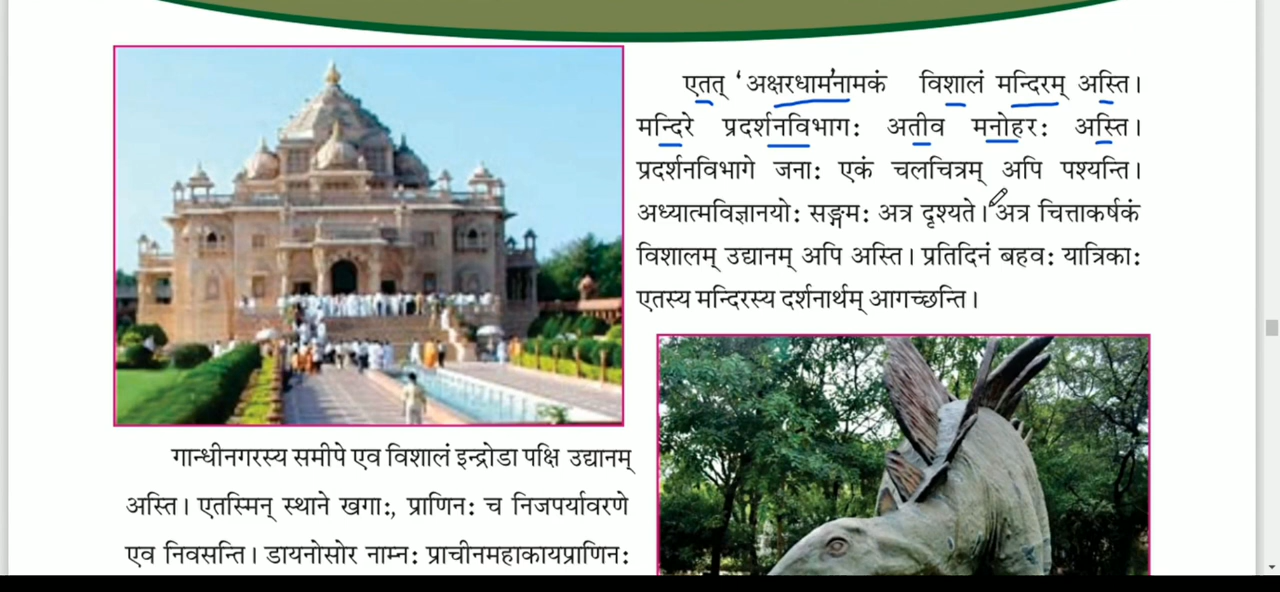 एतत् ‘अक्षरधाम’नामकं विशालं मन्दिरम् अस्ति।
मन्दिरे प्रदर्शनविभागः अतीव मनोहरः अस्ति।
प्रदर्शनविभागे जनाः एकं चलचित्रम् अपि पश्यन्ति।
अध्यात्मविज्ञानयोः सङ्गमः अत्र दृश्यते। अत्र चित्ताकर्षकं
विशालम् उद्यानम् अपि अस्ति। प्रतिदिनं बहवः यात्रिकाः
एतस्य मन्दिरस्य दर्शनार्थम् आगच्छन्ति।
गान्धीनगरस्य समीपे एव विशालं इन्द्रोडा पक्षि उद्यानम्
अस्ति। एतस्मिन् स्थाने खगाः, प्राणिनः च निजपर्यावरणे
एव निवसन्ति। डायनोसोर नाम्नः प्राचीनमहाकायप्राणिनः